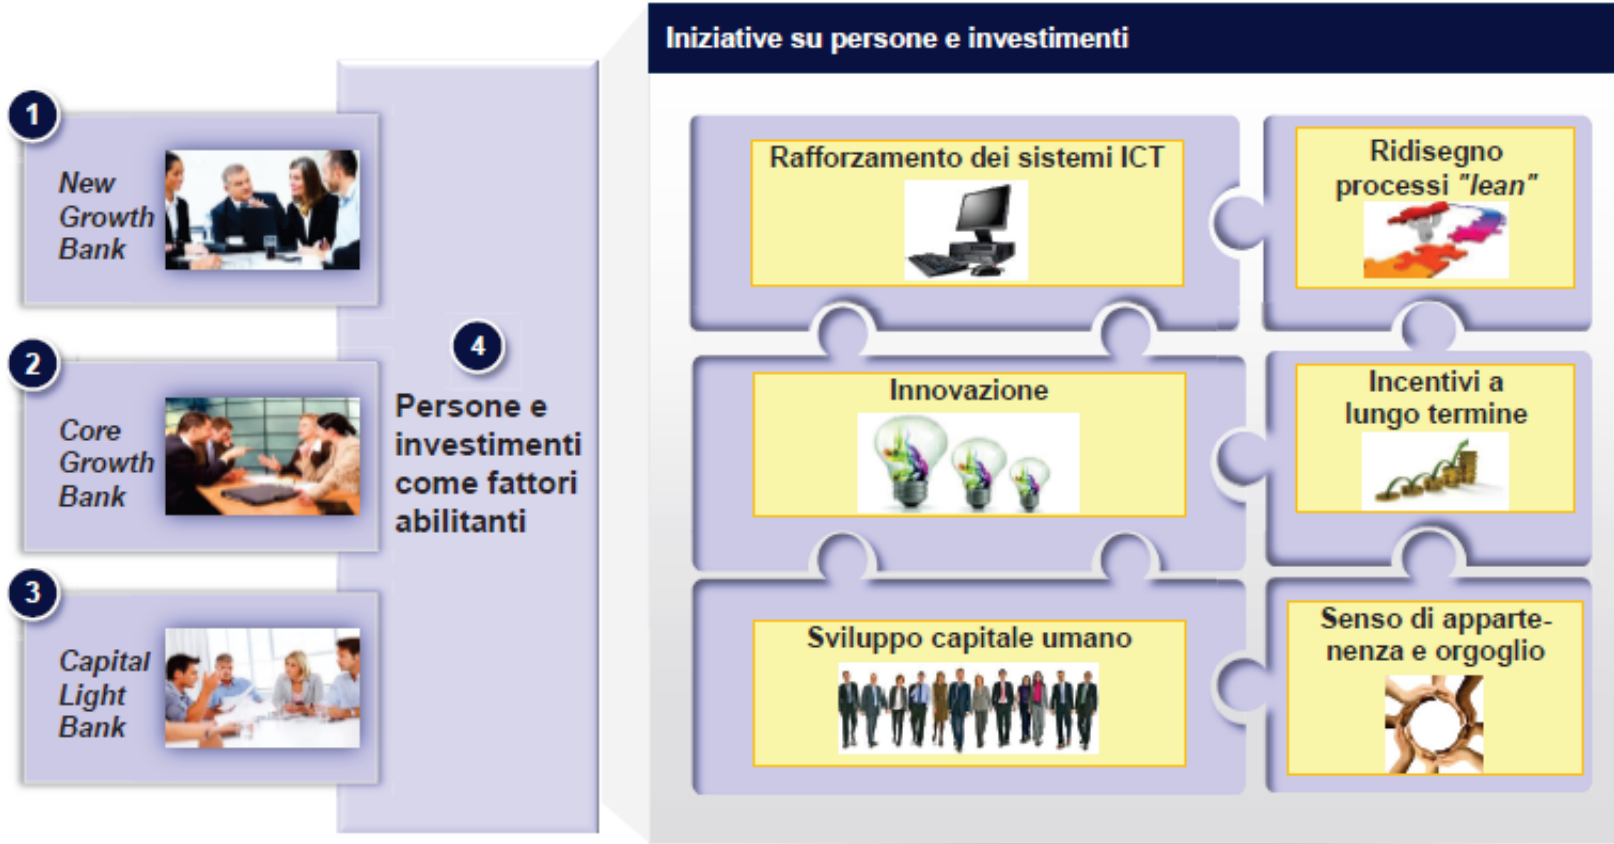 Iniziative su persone e investimenti
1
New
Growth
Bank
2
Core
Growth
Bank
3
Capital
Light
Bank
4
Persone e
investimenti
come fattori
abilitanti
Rafforzamento dei sistemi ICT
Ridisegno
processi "lean"
Innovazione
Incentivi a
lungo termine
Sviluppo capitale umano
Senso di apparte-
nenza e orgoglio